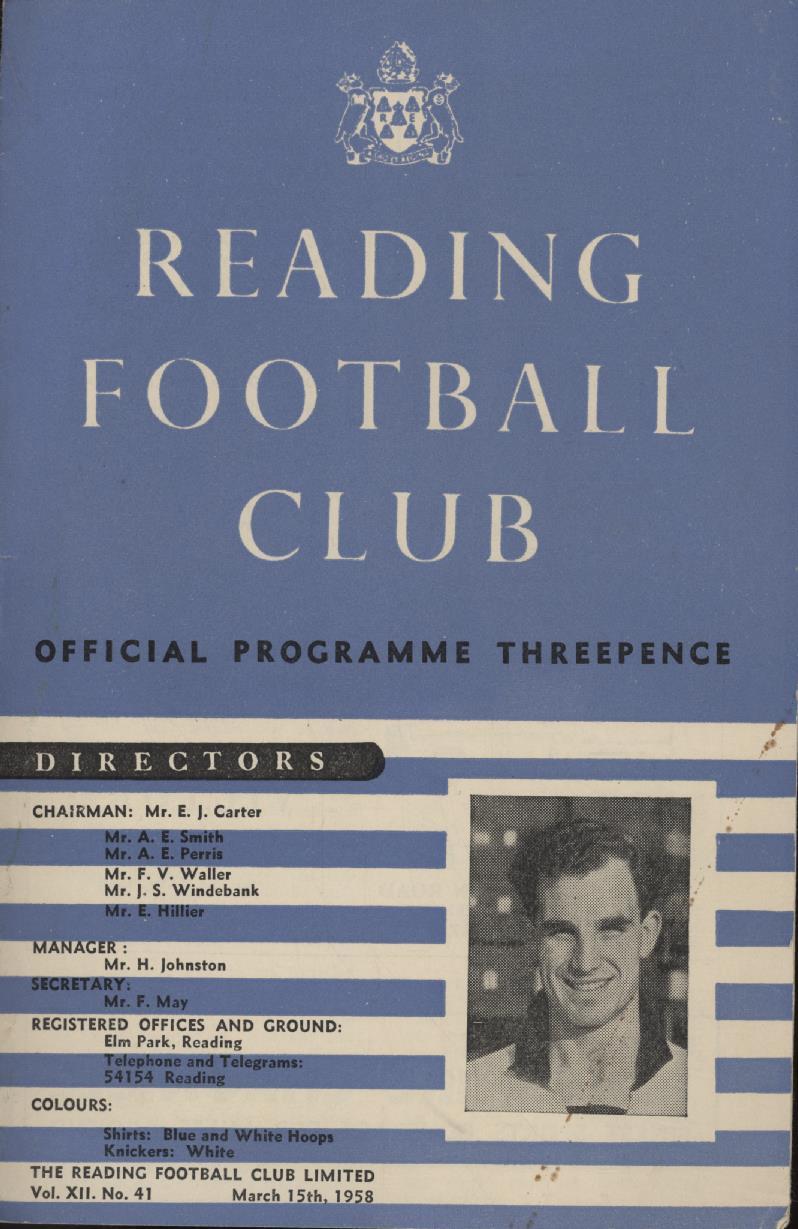 R E
READING
FOOTBALL
CLUB
OFFICIAL PROGRAMME THREEPENCE
DIRECTORS
CHAIRMAN: Mr. E. J. Carter
Mr. A. E. Smith
Mr. A. E. Perris
Mr. F. V. Waller
Mr. J. S. Windebank
Mr. E. Hillier
MANAGER :
Mr. H. Johnston
SECRETARY:
Mr. F. May
REGISTERED OFFICES AND GROUND:
Elm Park, Reading
Telephone and Telegrams:
54154 Reading
COLOURS:
Shirts: Blue and White Hoops
Knickers: White
THE READING FOOTBALL CLUB LIMITED
Vol. XII. No. 41 March 15th, 1958